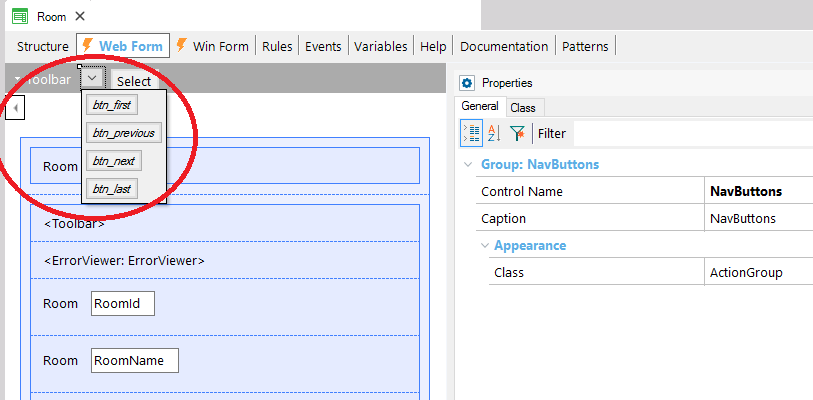 Room
Structure Web Form Win Form Rules Events Variables Help Documentation Patterns
Toolbar Select
btn_first
btn_previous
btn_next
btn_last
Room
<Toolbar>
<ErrorViewer: ErrorViewer>
Room RoomId
Room RoomName
Properties
General Class
Filter
Group: NavButtons
Control Name NavButtons
Caption NavButtons
Appearance
Class ActionGroup